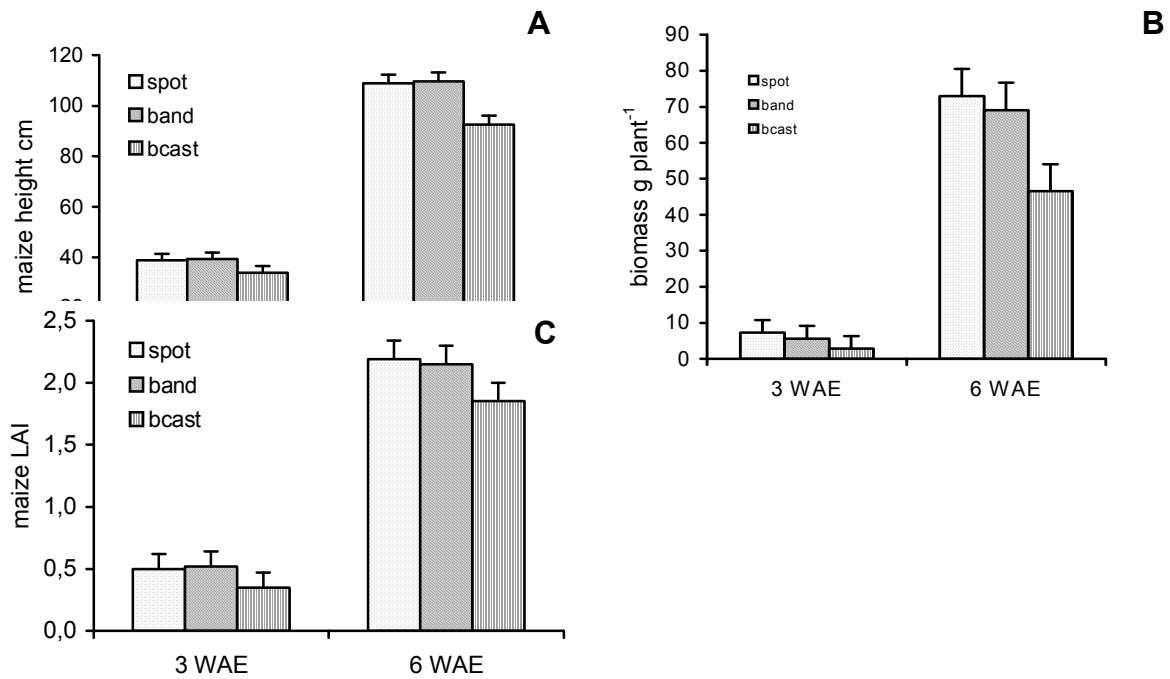 A
maize height cm
120
100
80
60
40
spot
band
bcast
B
biomass g plant-1
90
80
70
60
50
40
30
20
10
0
spot
band
bcast
3 WAE
6 WAE
C
maize LAI
2,5
2,0
1,5
1,0
0,5
0,0
spot
band
bcast
3 WAE
6 WAE